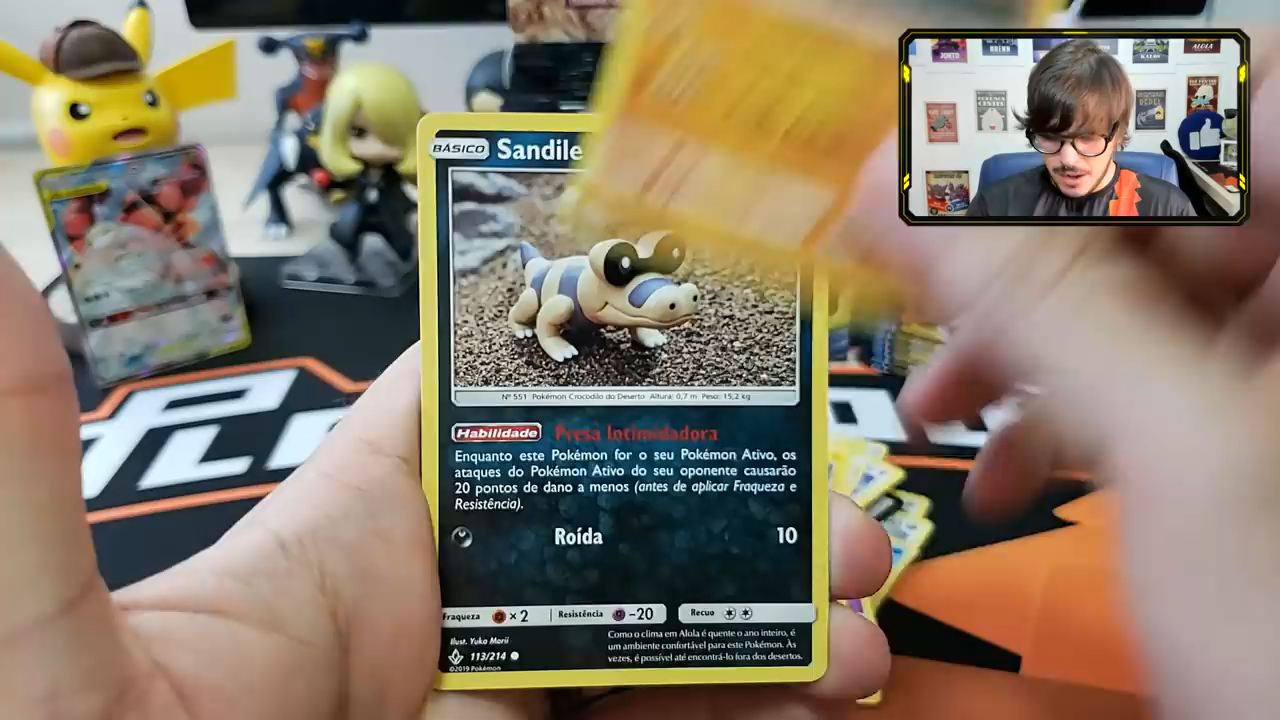 BÁSICO Sandile
Nº 551 Pokémon Crocodilo do Deserto Altura: 0,7 m Peso: 15,2 kg
Habilidade Presa Intimidadora
Enquanto este Pokémon for o seu Pokémon Ativo, os
ataques do Pokémon Ativo do seu oponente causarão
20 pontos de dano a menos (antes de aplicar Fraqueza e
Resistência).
Roída 10
Fraqueza ×2 Resistência -20 Recuo
Ilust. Yuka Morii
113/214
©2019 Pokémon
Como o clima em Alola é quente o ano inteiro, é
um ambiente confortável para este Pokémon. Às
vezes, é possível até encontrá-lo fora dos desertos.
ALOLA